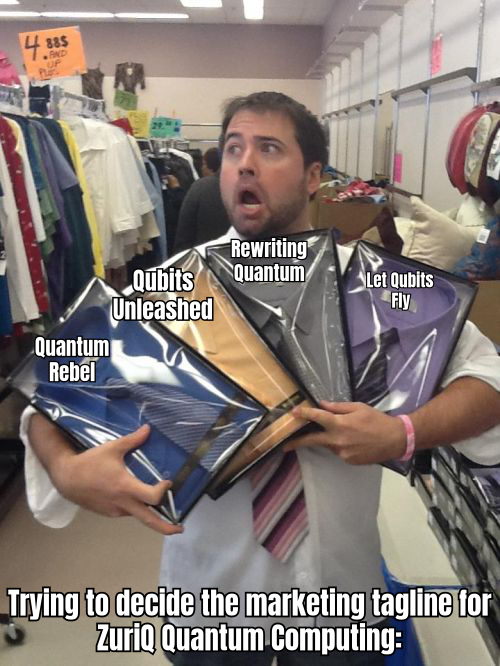 4.88$
AND
UP
PLUS
Rewriting
Quantum
Let Qubits
Fly
Qubits
Unleashed
Quantum
Rebel
Trying to decide the marketing tagline for
ZuriQ Quantum Computing: